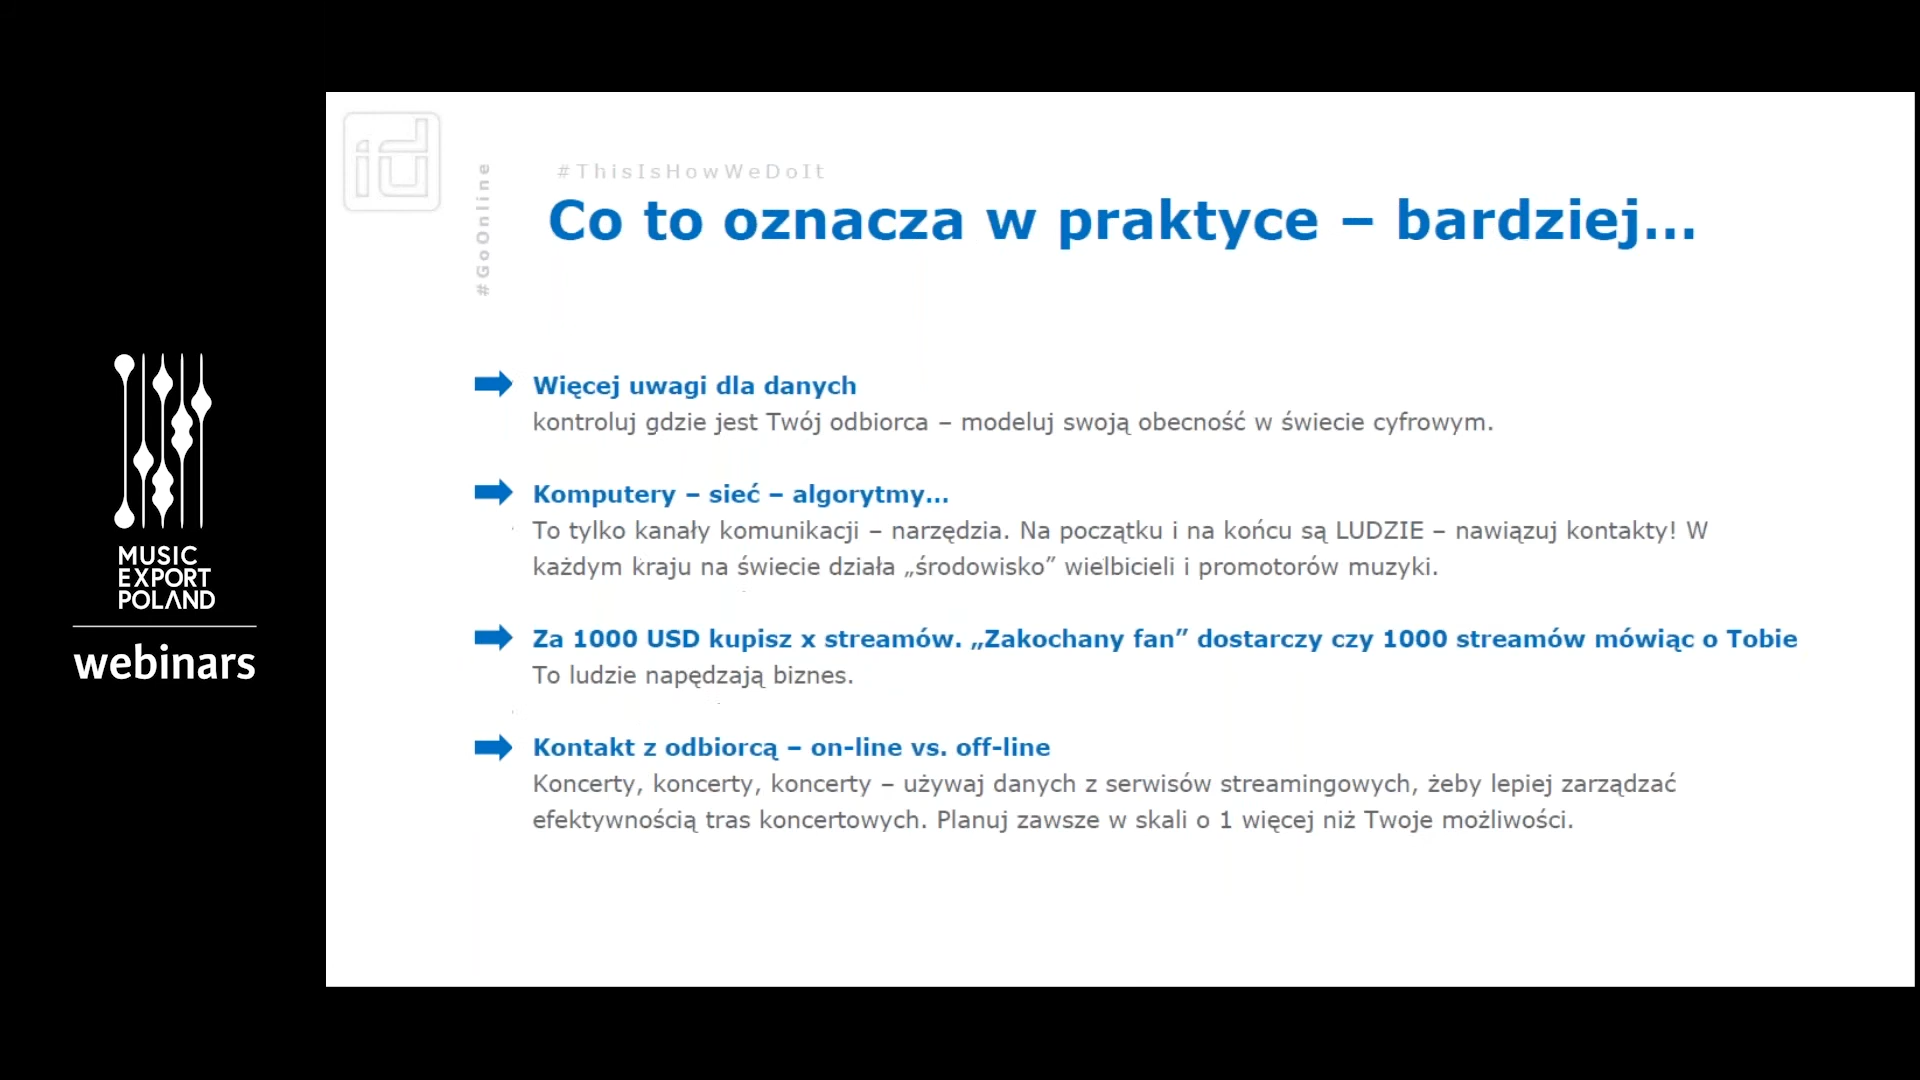 MUSIC
EXPORT
POLAND
webinars
id
#GoOnline
#ThisIsHowWeDoIt
Co to oznacza w praktyce – bardziej...
Więcej uwagi dla danych
kontroluj gdzie jest Twój odbiorca – modeluj swoją obecność w świecie cyfrowym.
Komputery – sieć – algorytmy...
To tylko kanały komunikacji – narzędzia. Na początku i na końcu są LUDZIE – nawiązuj kontakty! W
każdym kraju na świecie działa „środowisko” wielbicieli i promotorów muzyki.
Za 1000 USD kupisz x streamów. „Zakochany fan” dostarczy czy 1000 streamów mówiąc o Tobie
To ludzie napędzają biznes.
Kontakt z odbiorcą – on-line vs. off-line
Koncerty, koncerty, koncerty – używaj danych z serwisów streamingowych, żeby lepiej zarządzać
efektywnością tras koncertowych. Planuj zawsze w skali o 1 więcej niż Twoje możliwości.